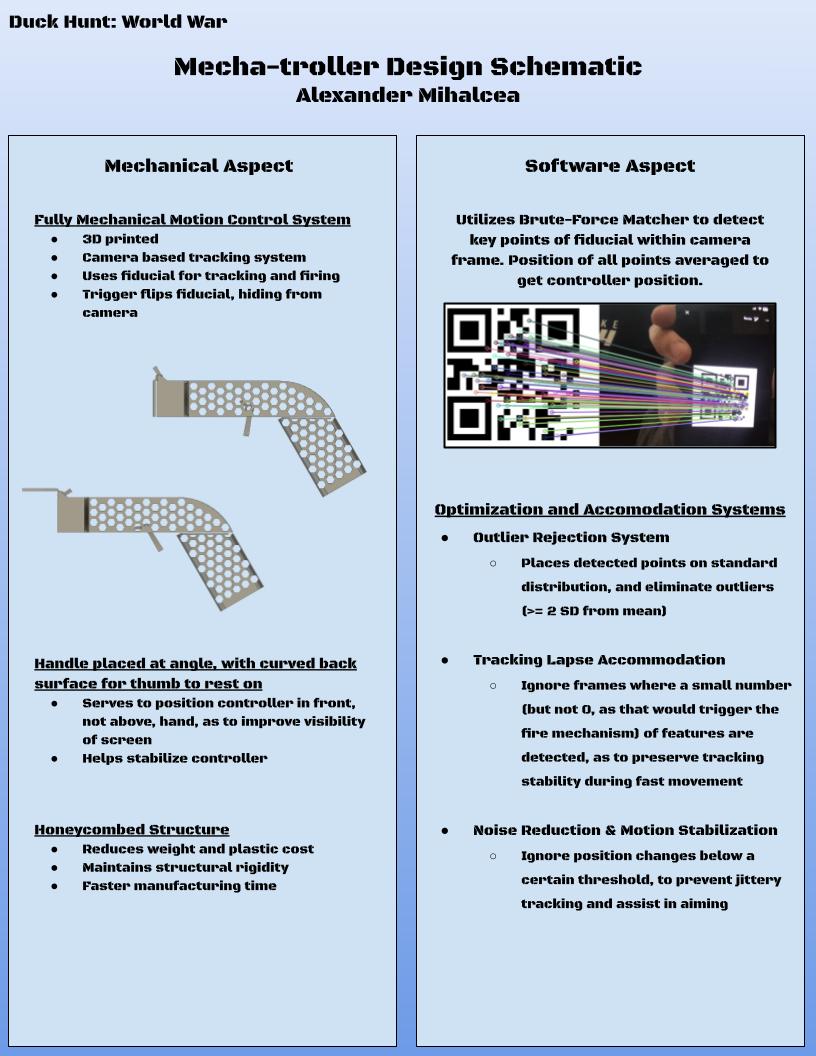 Duck Hunt: World War
Mecha-troller Design Schematic
Alexander Mihalcea
Mechanical Aspect
Fully Mechanical Motion Control System
● 3D printed
● Camera based tracking system
● Uses fiducial for tracking and firing
● Trigger flips fiducial, hiding from
camera
Handle placed at angle, with curved back
surface for thumb to rest on
● Serves to position controller in front,
not above, hand, as to improve visibility
of screen
● Helps stabilize controller
Honeycombed Structure
● Reduces weight and plastic cost
● Maintains structural rigidity
● Faster manufacturing time
Software Aspect
Utilizes Brute-Force Matcher to detect
key points of fiducial within camera
frame. Position of all points averaged to
get controller position.
Optimization and Accomodation Systems
● Outlier Rejection System
○ Places detected points on standard
distribution, and eliminate outliers
(>= 2 SD from mean)
● Tracking Lapse Accommodation
○ Ignore frames where a small number
(but not 0, as that would trigger the
fire mechanism) of features are
detected, as to preserve tracking
stability during fast movement
● Noise Reduction & Motion Stabilization
○ Ignore position changes below a
certain threshold, to prevent jittery
tracking and assist in aiming